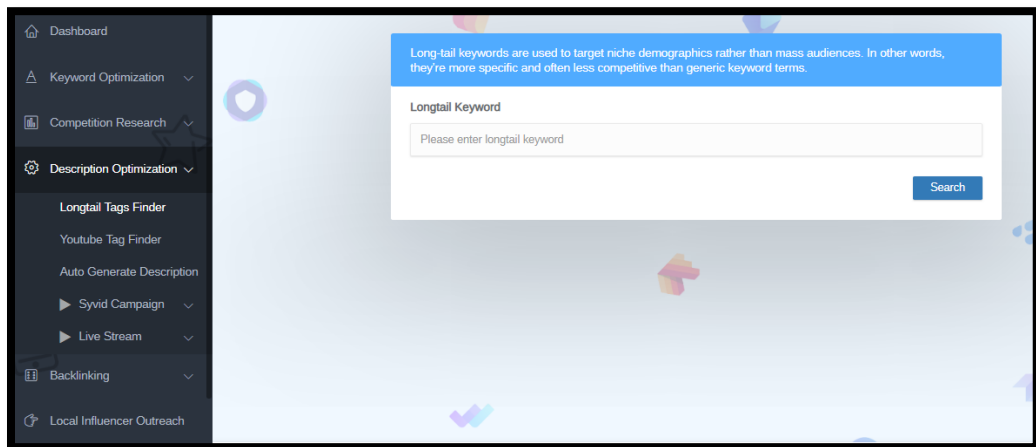 Dashboard
Keyword Optimization
Competition Research
Description Optimization
Longtail Tags Finder
Youtube Tag Finder
Auto Generate Description
Syvid Campaign
Live Stream
Backlinking
Local Influencer Outreach
Long-tail keywords are used to target niche demographics rather than mass audiences. In other words,
they're more specific and often less competitive than generic keyword terms.
Longtail Keyword
Please enter longtail keyword
Search